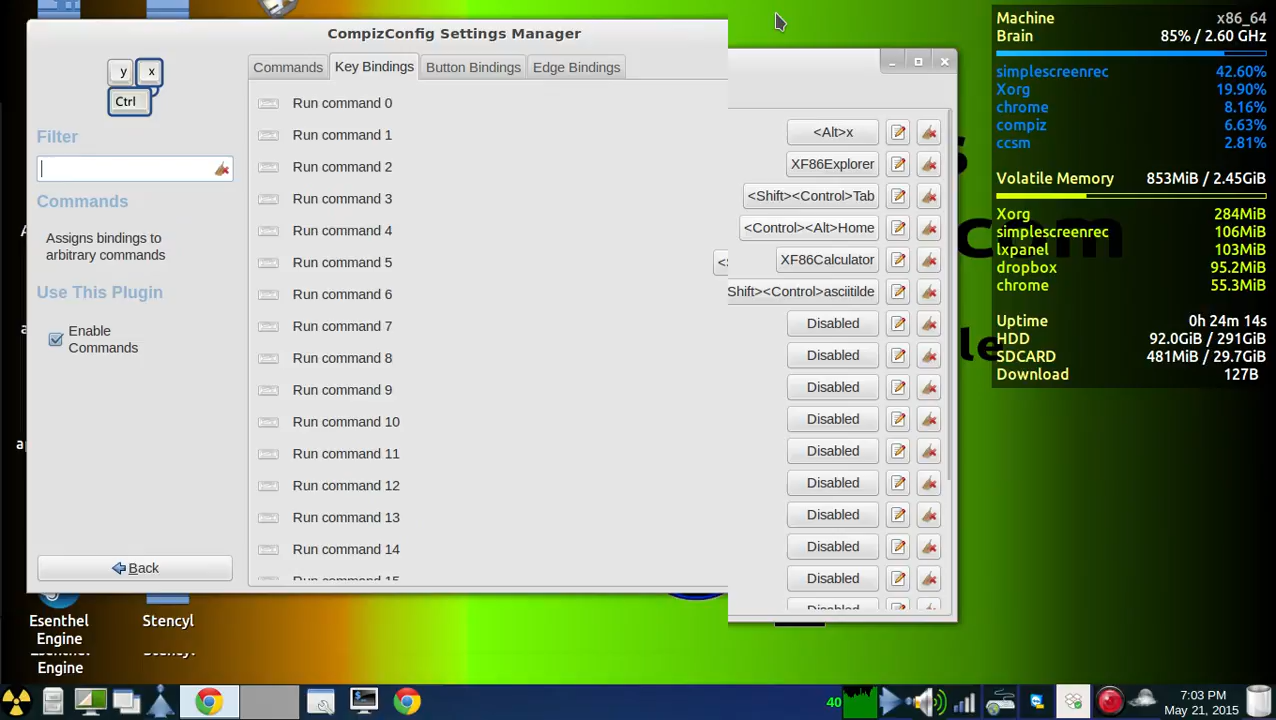 CompizConfig Settings Manager
y
x
Ctrl
Filter
Commands
Assigns bindings to
arbitrary commands
Use This Plugin
Enable
Commands
Back
Commands
Key Bindings
Button Bindings
Edge Bindings
Run command 0
Run command 1
<Alt>x
Run command 2
XF86Explorer
Run command 3
<Shift><Control>Tab
Run command 4
<Control><Alt>Home
Run command 5
XF86Calculator
Run command 6
Shift><Control>asciitilde
Run command 7
Disabled
Run command 8
Disabled
Run command 9
Disabled
Run command 10
Disabled
Run command 11
Disabled
Run command 12
Disabled
Run command 13
Disabled
Run command 14
Disabled
Run command 15
Disabled
Disabled
Machine x86_64
Brain 85% / 2.60 GHz
simplescreenrec 42.60%
Xorg 19.90%
chrome 8.16%
compiz 6.63%
ccsm 2.81%
Volatile Memory 853MiB / 2.45GiB
Xorg 284MiB
simplescreenrec 106MiB
lxpanel 103MiB
dropbox 95.2MiB
chrome 55.3MiB
Uptime 0h 24m 14s
HDD 92.0GiB / 291GiB
SDCARD 481MiB / 29.7GiB
Download 127B
com
le
Esenthel
Engine
Engine
Stencyl
40
7:03 PM
May 21, 2015